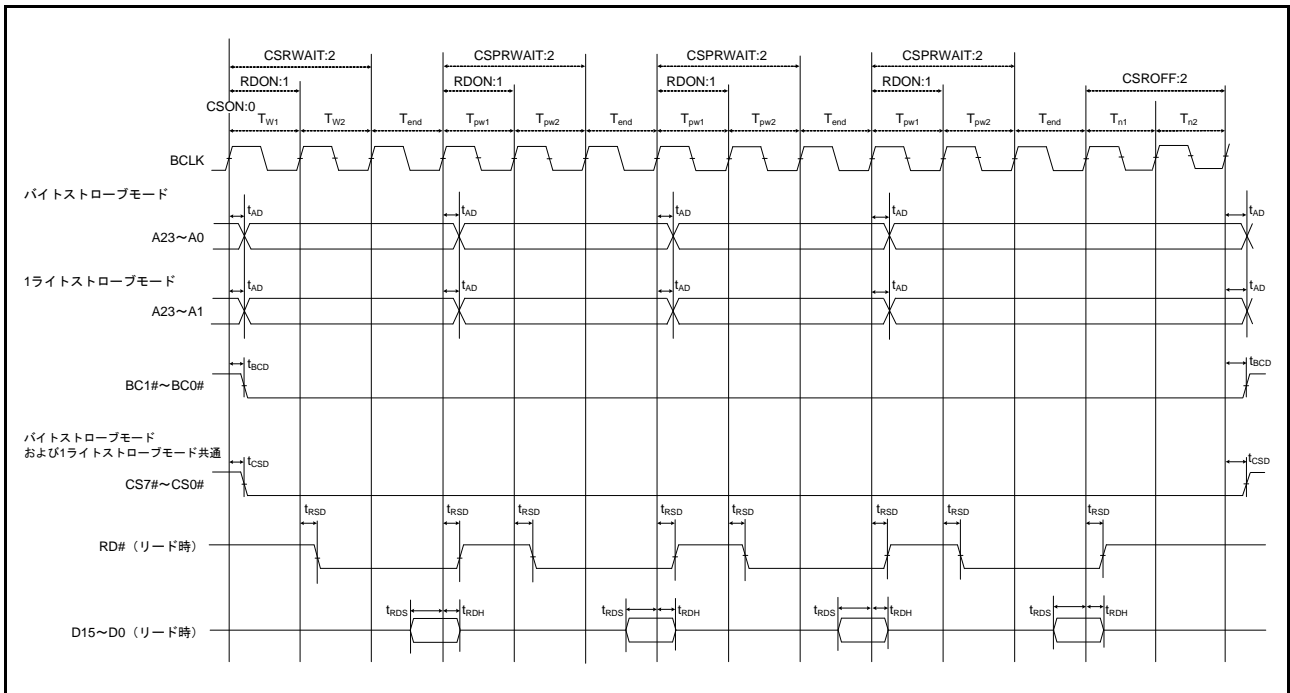 CSRWAIT:2 CSPRWAIT:2 CSPRWAIT:2 CSPRWAIT:2
RDON:1 RDON:1 RDON:1 RDON:1 CSROFF:2
CSON:0
TW1 TW2 Tend Tpw1 Tpw2 Tend Tpw1 Tpw2 Tend Tpw1 Tpw2 Tend Tn1 Tn2
BCLK
バイトストローブモード
tAD tAD tAD tAD tAD
A23～A0
1ライトストローブモード
tAD tAD tAD tAD tAD
A23～A1
tBCD tBCD
BC1#～BC0#
バイトストローブモード
および1ライトストローブモード共通
tCSD tCSD
CS7#～CS0#
tRSD tRSD tRSD tRSD tRSD tRSD tRSD tRSD
RD#（リード時）
tRDS tRDH tRDS tRDH tRDS tRDH tRDS tRDH
D15～D0（リード時）